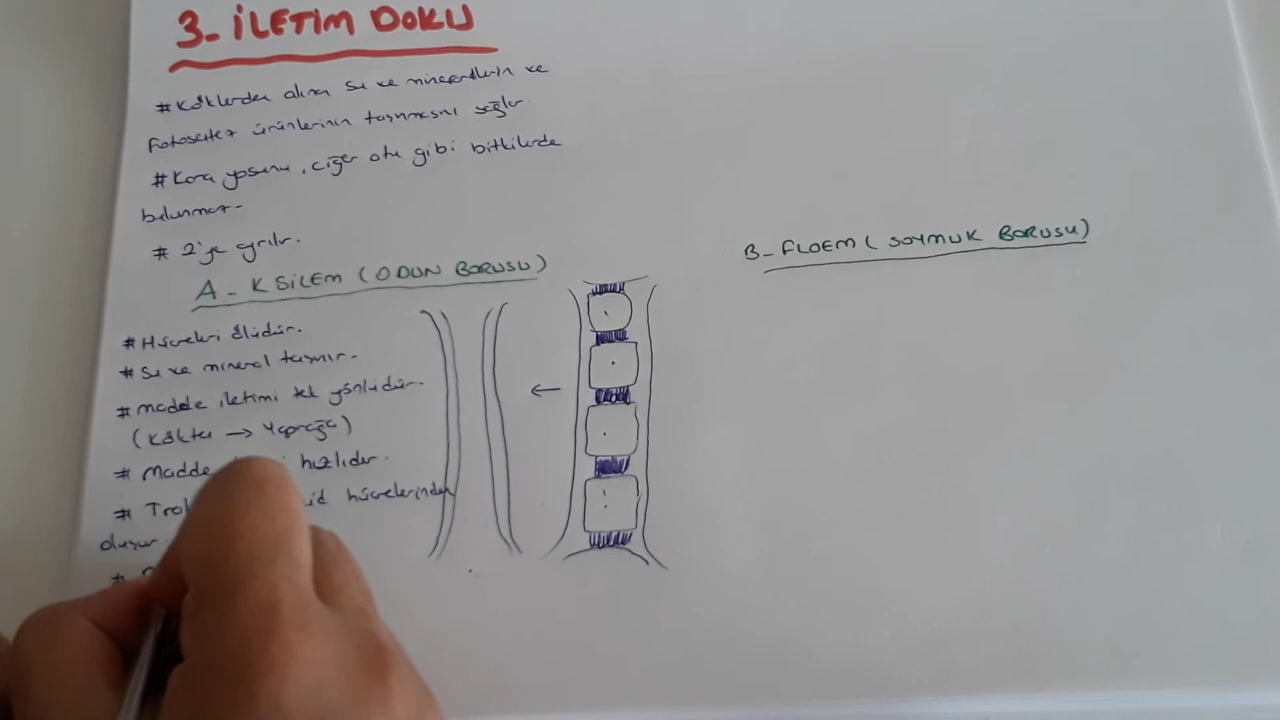 3- İLETİM DOKU
# Köklerden alınan su ve minerallerin ve
fotosentez ürünlerinin taşınmasını sağlar
# Kara yosunu, ciğer otu gibi bitkilerde
bulunmaz.
# 2'ye ayrılır.
A - KSİLEM (ODUN BORUSU)
# Hücreleri ölüdür.
# Su ve mineral taşınır.
# Madde iletimi tek yönlüdür.
(Kökten → Yaprağa)
# Madde hızlıdır.
# hücrelerinden
oluşur
#
B- FLOEM (SOYMUK BORUSU)